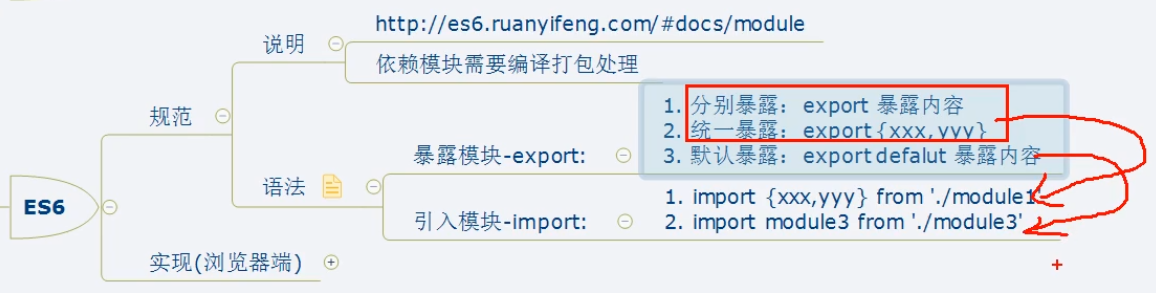 http://es6.ruanyifeng.com/#docs/module
说明
依赖模块需要编译打包处理
规范
1. 分别暴露：export 暴露内容
2. 统一暴露：export{xxx,yyy}
暴露模块-export:
3. 默认暴露：export defalut 暴露内容
语法
1. import {xxx,yyy} from './module1'
ES6
引入模块-import:
2. import module3 from './module3'
实现(浏览器端)